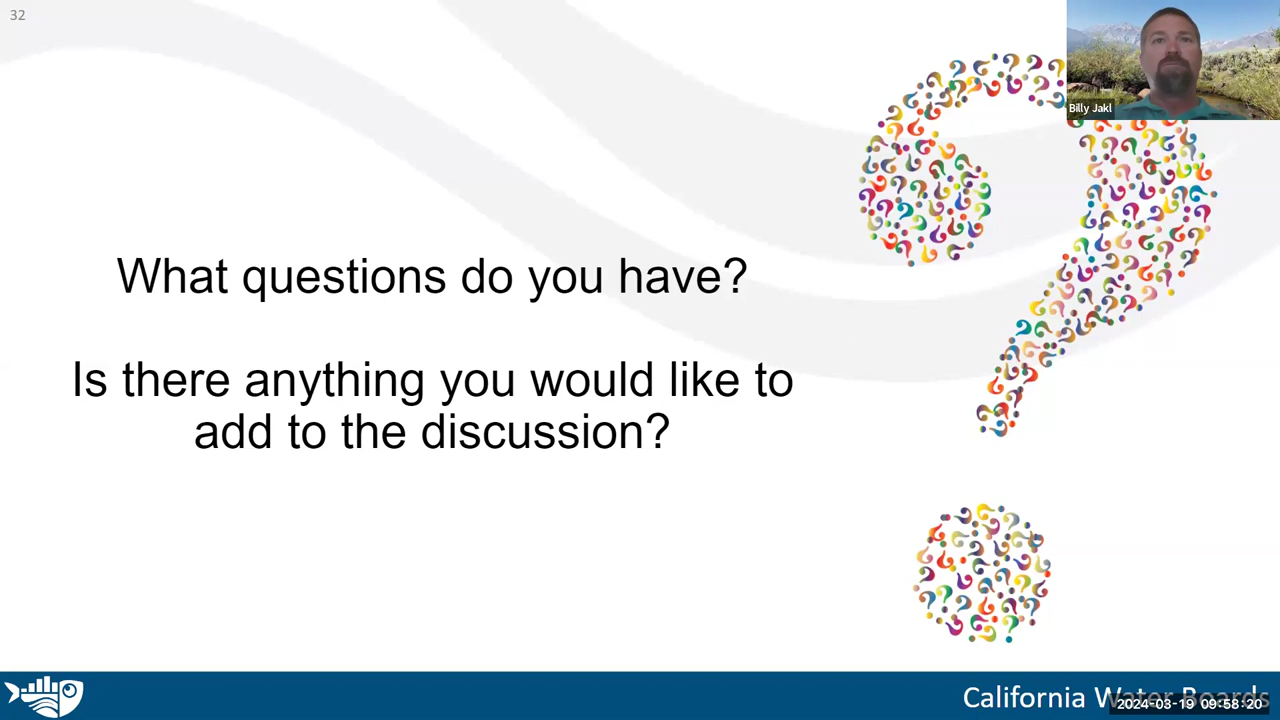 32
Billy Jakl
What questions do you have?
Is there anything you would like to
add to the discussion?
California Water Boards
2024-03-19 09:58:20